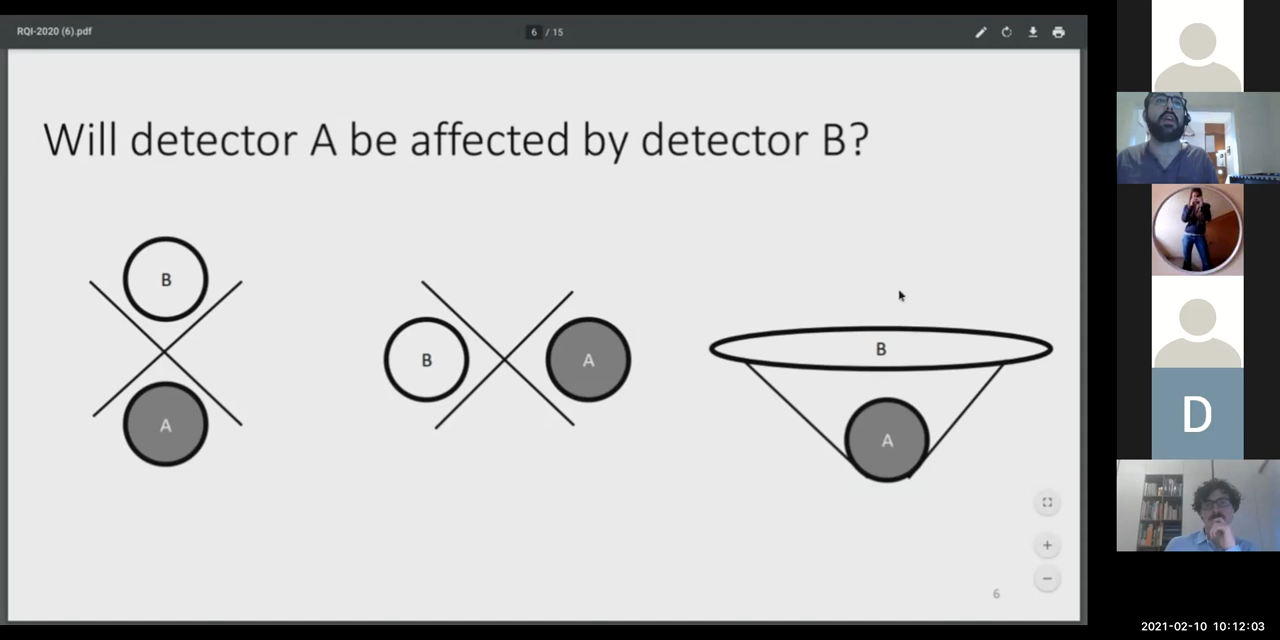 RQI-2020 (6).pdf
6 / 15
Will detector A be affected by detector B?
B
A
B
A
B
A
6
D
2021-02-10 10:12:03